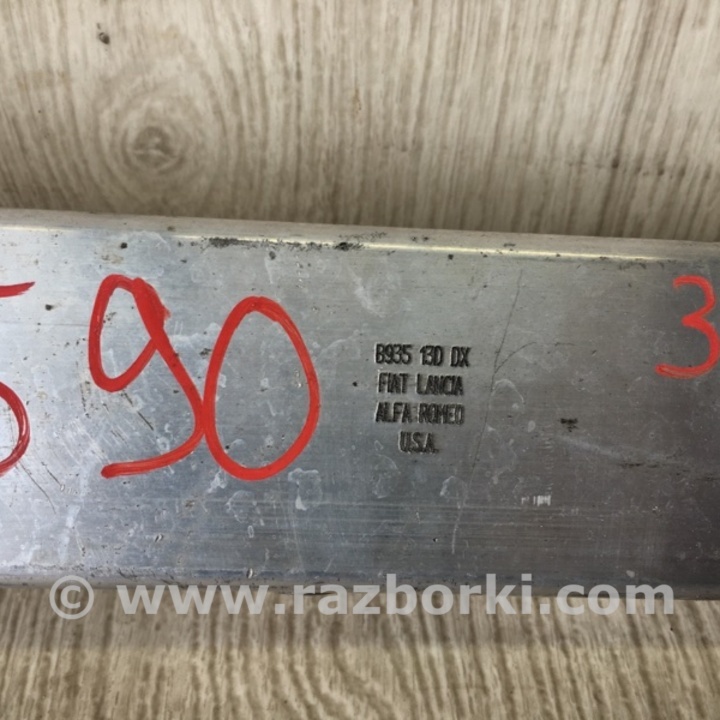 590
3
B935 13D DX
FIAT LANCIA
ALFA ROMEO
U.S.A.
© www.razborki.com